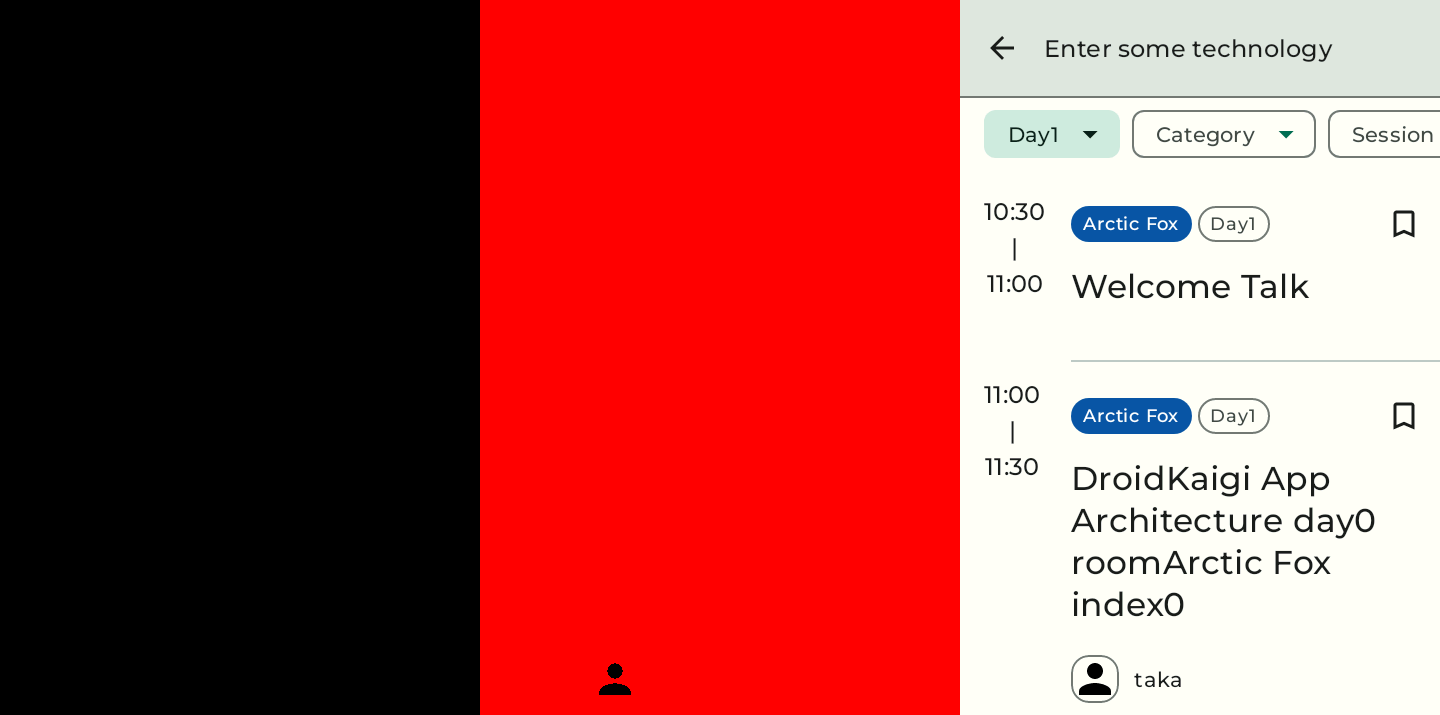 Enter some technology
Day1
Category
Session
10:30
|
11:00
Arctic Fox
Day1
Welcome Talk
11:00
|
11:30
Arctic Fox
Day1
DroidKaigi App
Architecture day0
roomArctic Fox
index0
taka